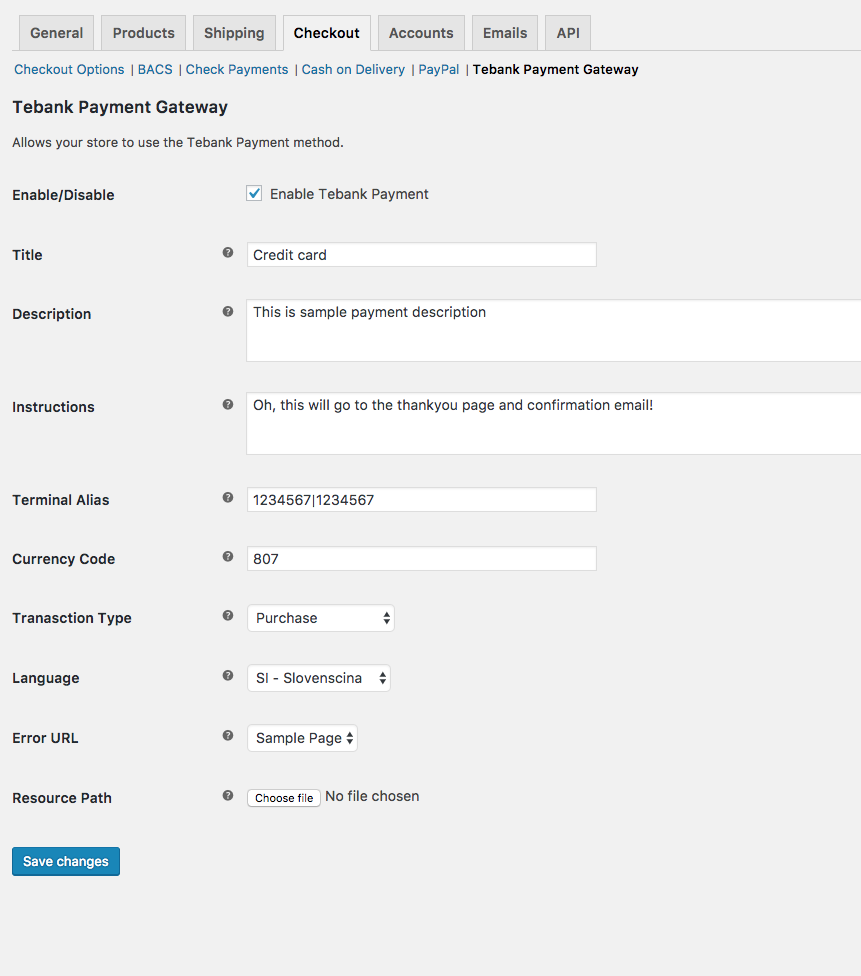 General Products Shipping Checkout Accounts Emails API
Checkout Options | BACS | Check Payments | Cash on Delivery | PayPal | Tebank Payment Gateway
Tebank Payment Gateway
Allows your store to use the Tebank Payment method.
Enable/Disable Enable Tebank Payment
Title ? Credit card
Description ? This is sample payment description
Instructions ? Oh, this will go to the thankyou page and confirmation email!
Terminal Alias ? 1234567|1234567
Currency Code ? 807
Tranasction Type ? Purchase
Language ? SI - Slovenscina
Error URL ? Sample Page
Resource Path ? Choose file No file chosen
Save changes